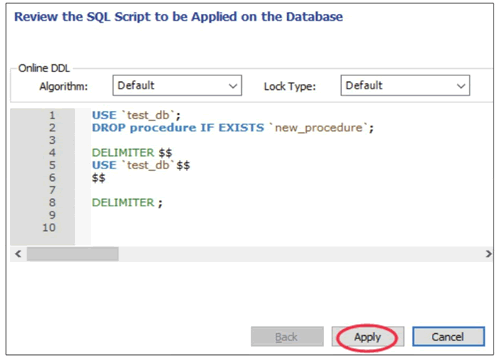 Review the SQL Script to be Applied on the Database
Online DDL
Algorithm: Default Lock Type: Default
1 USE `test_db`;
2 DROP procedure IF EXISTS `new_procedure`;
3
4 DELIMITER $$
5 USE `test_db`$$
6 $$
7
8 DELIMITER ;
9
10
Back Apply Cancel